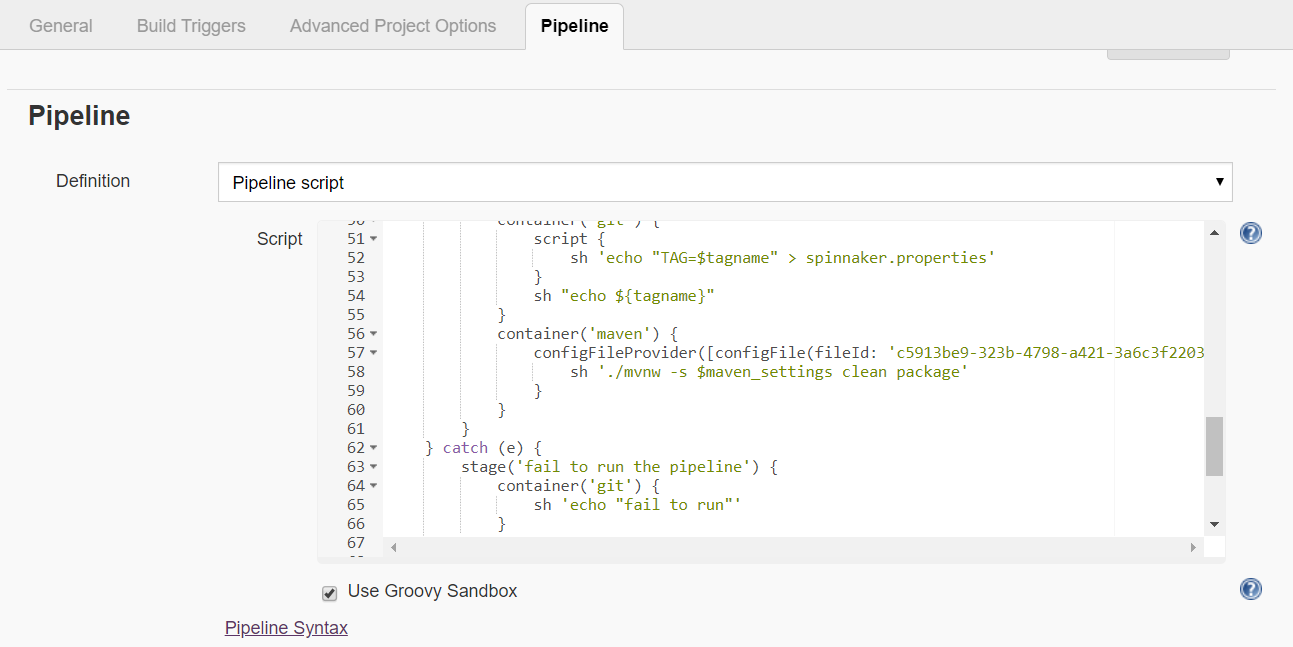 General Build Triggers Advanced Project Options Pipeline
Pipeline
Definition Pipeline script
Script
50 container('git') {
51 script {
52 sh 'echo "TAG=$tagname" > spinnaker.properties'
53 }
54 sh "echo ${tagname}"
55 }
56 container('maven') {
57 configFileProvider([configFile(fileId: 'c5913be9-323b-4798-a421-3a6c3f2203
58 sh './mvnw -s $maven_settings clean package'
59 }
60 }
61 }
62 } catch (e) {
63 stage('fail to run the pipeline') {
64 container('git') {
65 sh 'echo "fail to run"'
66 }
67
Use Groovy Sandbox
Pipeline Syntax